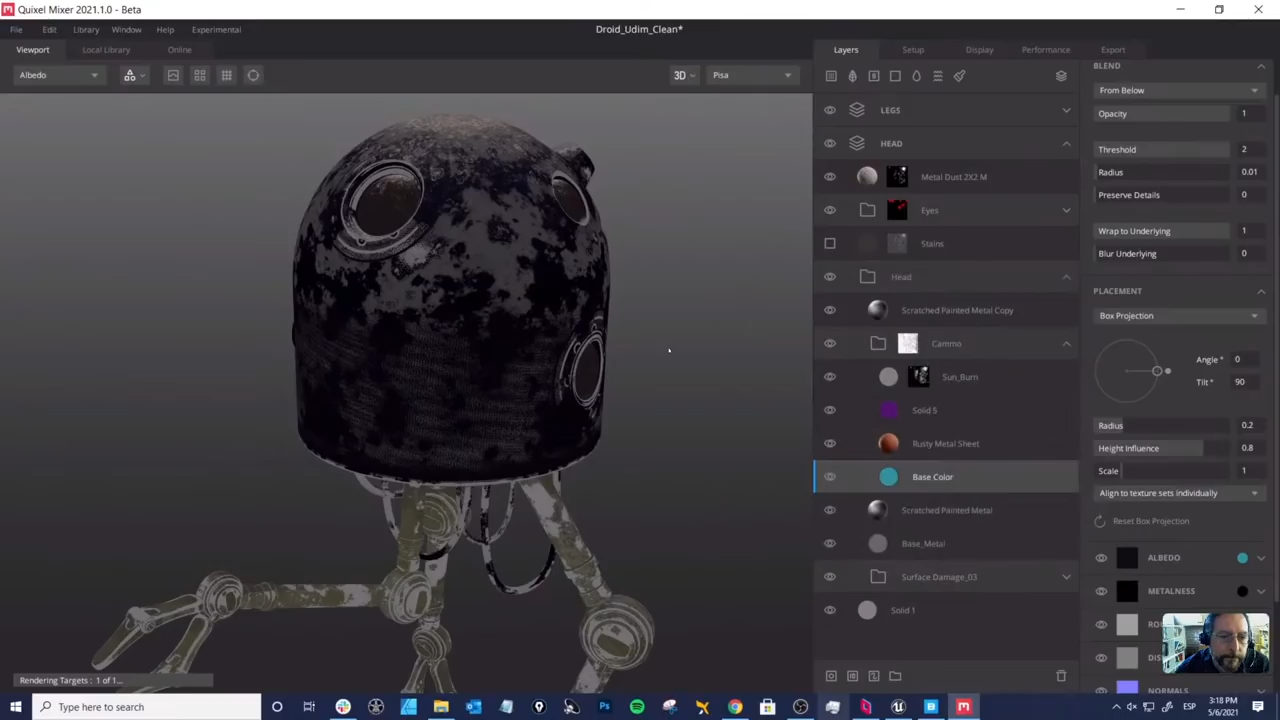 Quixel Mixer 2021.1.0 - Beta
File Edit Library Window Help Experimental
Droid_Udim_Clean*
Viewport Local Library Online
Albedo
3D
Pisa
Layers Setup Display Performance Export
LEGS
HEAD
Metal Dust 2X2 M
Eyes
Stains
Head
Scratched Painted Metal Copy
Cammo
Sun_Burn
Solid 5
Rusty Metal Sheet
Base Color
Scratched Painted Metal
Base_Metal
Surface Damage_03
Solid 1
BLEND
From Below
Opacity 1
Threshold 2
Radius 0.01
Preserve Details 0
Wrap to Underlying 1
Blur Underlying 0
PLACEMENT
Box Projection
Angle ° 0
Tilt ° 90
Radius 0.2
Height Influence 0.8
Scale 1
Align to texture sets individually
Reset Box Projection
ALBEDO
METALNESS
NORMALS
Rendering Targets : 1 of 1...
Type here to search
ESP
3:18 PM
5/6/2021